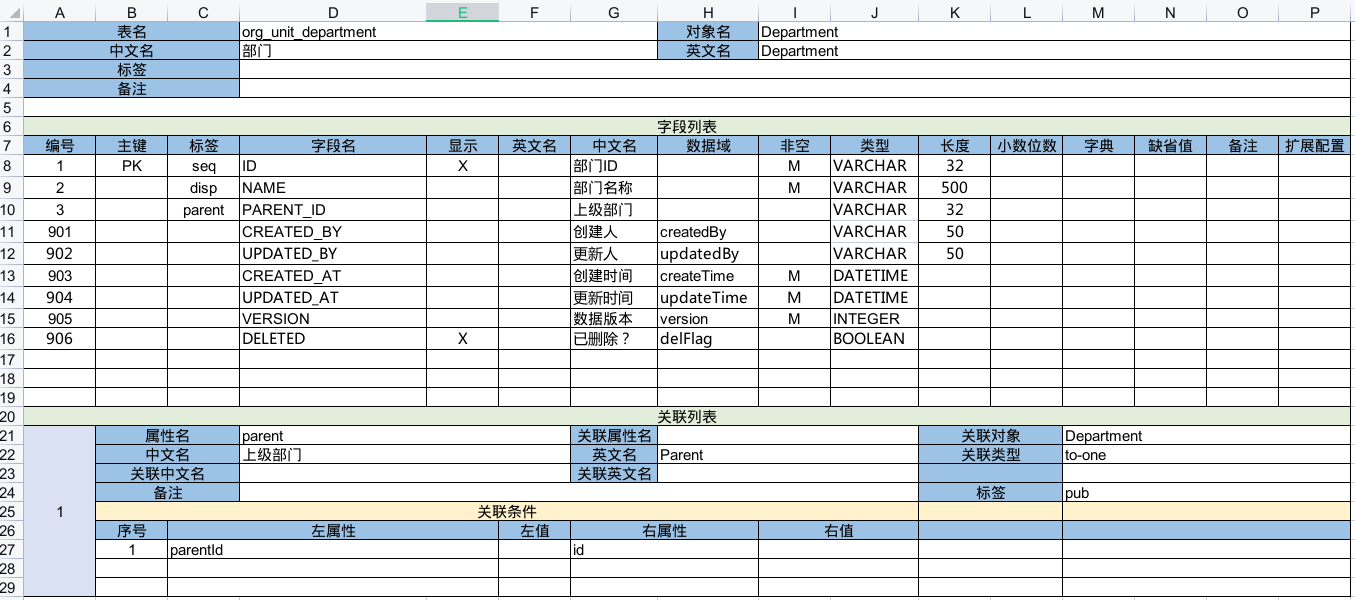 A B C D E F G H I J K L M N O P
1 表名 org_unit_department 对象名 Department
2 中文名 部门 英文名 Department
3 标签
4 备注
5
6 字段列表
7 编号 主键 标签 字段名 显示 英文名 中文名 数据域 非空 类型 长度 小数位数 字典 缺省值 备注 扩展配置
8 1 PK seq ID X 部门ID M VARCHAR 32
9 2 disp NAME 部门名称 M VARCHAR 500
10 3 parent PARENT_ID 上级部门 VARCHAR 32
11 901 CREATED_BY 创建人 createdBy VARCHAR 50
12 902 UPDATED_BY 更新人 updatedBy VARCHAR 50
13 903 CREATED_AT 创建时间 createTime M DATETIME
14 904 UPDATED_AT 更新时间 updateTime M DATETIME
15 905 VERSION 数据版本 version M INTEGER
16 906 DELETED X 已删除？ delFlag BOOLEAN
17
18
19
20 关联列表
21 属性名 parent 关联属性名 关联对象 Department
22 中文名 上级部门 英文名 Parent 关联类型 to-one
23 关联中文名 关联英文名
24 1 备注 标签 pub
25 关联条件
26 序号 左属性 左值 右属性 右值
27 1 parentId id
28
29